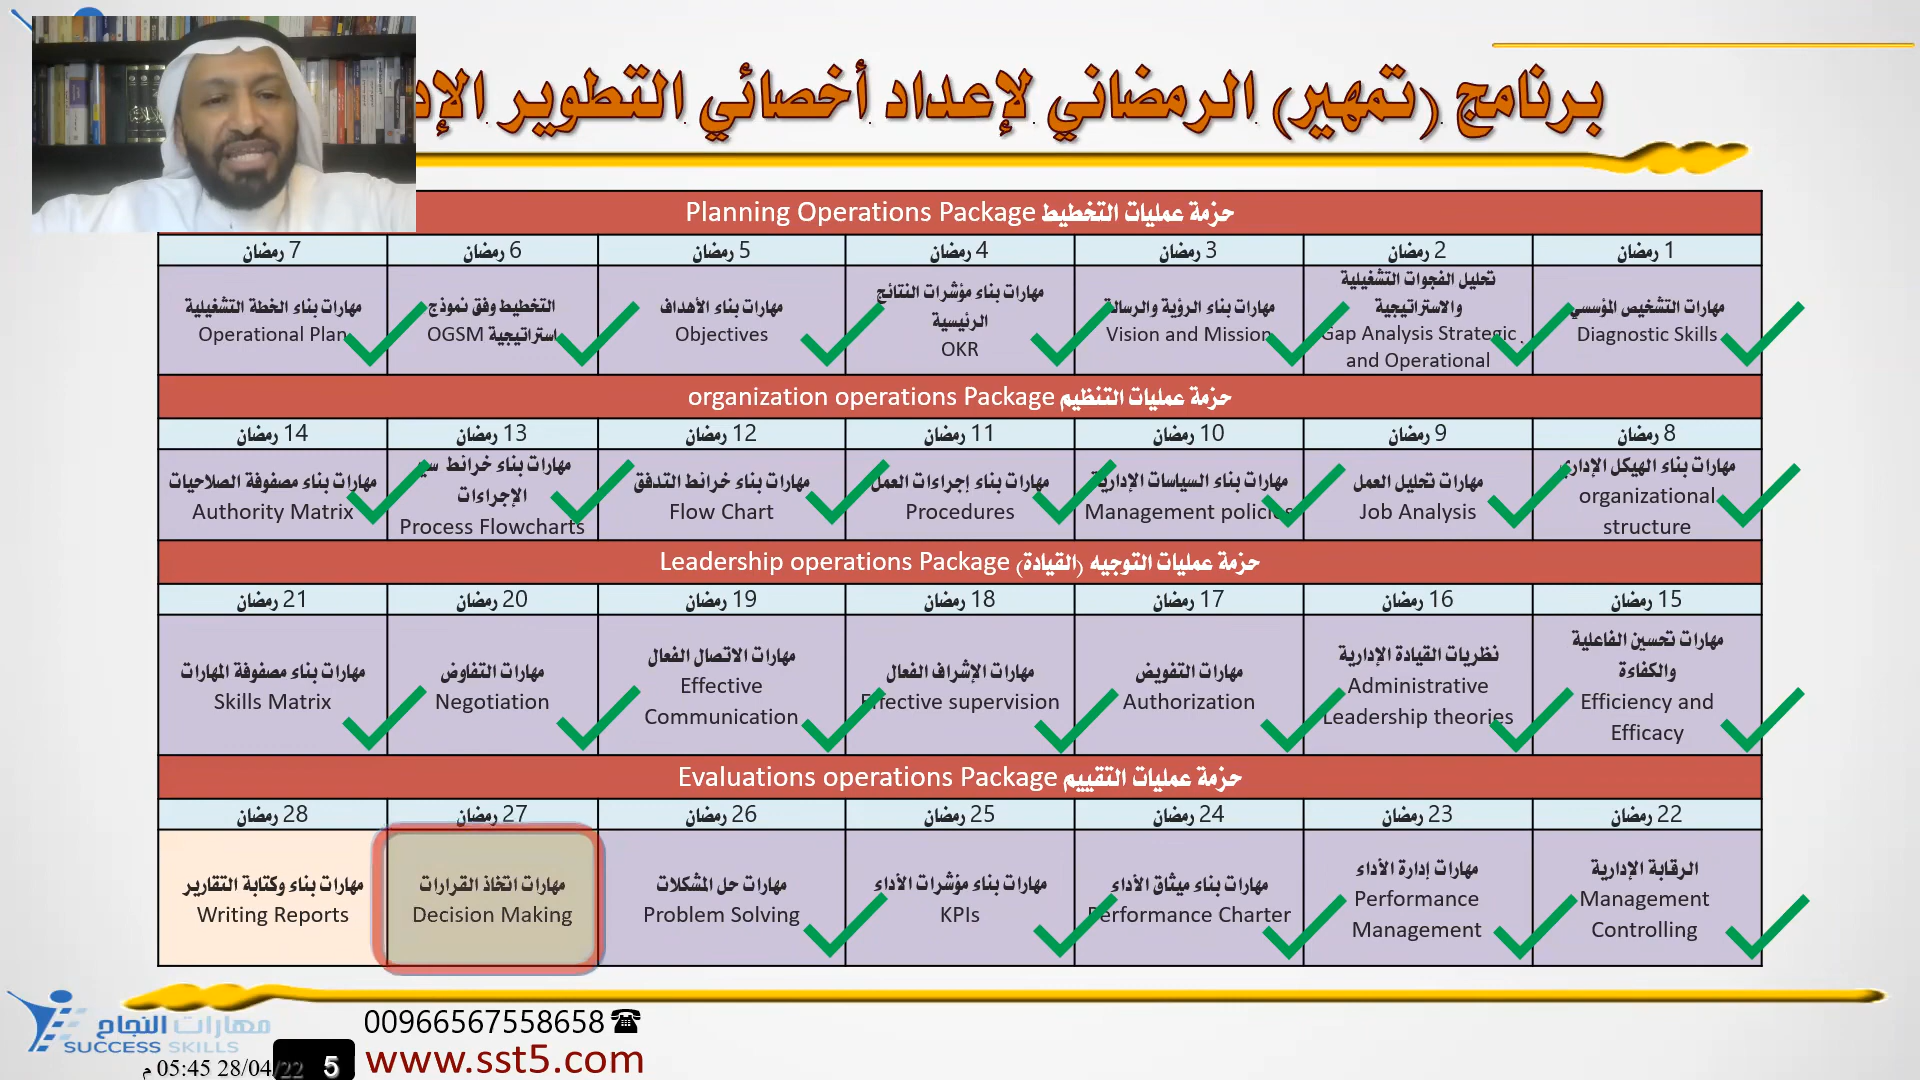 برنامج (تمهير) الرمضاني لإعداد أخصائي التطوير
حزمة عمليات التخطيط Planning Operations Package
1 رمضان
2 رمضان
3 رمضان
4 رمضان
5 رمضان
6 رمضان
7 رمضان
مهارات التشخيص المؤسسي
Diagnostic Skills
تحليل الفجوات التشغيلية
والاستراتيجية
Gap Analysis Strategic
and Operational
مهارات بناء الرؤية والرسالة
Vision and Mission
مهارات بناء مؤشرات النتائج
الرئيسية
OKR
مهارات بناء الأهداف
Objectives
التخطيط وفق نموذج
استراتيجية OGSM
مهارات بناء الخطة التشغيلية
Operational Plan
حزمة عمليات التنظيم organization operations Package
8 رمضان
9 رمضان
10 رمضان
11 رمضان
12 رمضان
13 رمضان
14 رمضان
مهارات بناء الهيكل الإداري
organizational
structure
مهارات تحليل العمل
Job Analysis
مهارات بناء السياسات الإدارية
Management policies
مهارات بناء إجراءات العمل
Procedures
مهارات بناء خرائط التدفق
Flow Chart
مهارات بناء خرائط سير
الإجراءات
Process Flowcharts
مهارات بناء مصفوفة الصلاحيات
Authority Matrix
حزمة عمليات التوجيه (القيادة) Leadership operations Package
15 رمضان
16 رمضان
17 رمضان
18 رمضان
19 رمضان
20 رمضان
21 رمضان
مهارات تحسين الفاعلية
والكفاءة
Efficiency and
Efficacy
نظريات القيادة الإدارية
Administrative
Leadership theories
مهارات التفويض
Authorization
مهارات الإشراف الفعال
Effective supervision
مهارات الاتصال الفعال
Effective
Communication
مهارات التفاوض
Negotiation
مهارات بناء مصفوفة المهارات
Skills Matrix
حزمة عمليات التقييم Evaluations operations Package
22 رمضان
23 رمضان
24 رمضان
25 رمضان
26 رمضان
27 رمضان
28 رمضان
الرقابة الإدارية
Management
Controlling
مهارات إدارة الأداء
Performance
Management
مهارات بناء ميثاق الأداء
Performance Charter
مهارات بناء مؤشرات الأداء
KPIs
مهارات حل المشكلات
Problem Solving
مهارات اتخاذ القرارات
Decision Making
مهارات بناء وكتابة التقارير
Writing Reports
مهارات النجاح
SUCCESS SKILLS
00966567558658
www.sst5.com
05:45 28/04/22 م
5